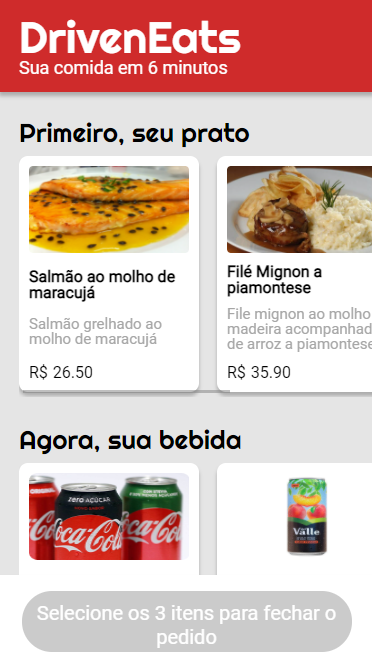 DrivenEats
Sua comida em 6 minutos
Primeiro, seu prato
Salmão ao molho de
maracujá
Salmão grelhado ao
molho de maracujá
R$ 26.50
Filé Mignon a
piamontese
File mignon ao molho
madeira acompanhad
de arroz a piamontese
R$ 35.90
Agora, sua bebida
zero AÇÚCAR
Coca-Cola
Coca-Cola
Valle
Selecione os 3 itens para fechar o
pedido